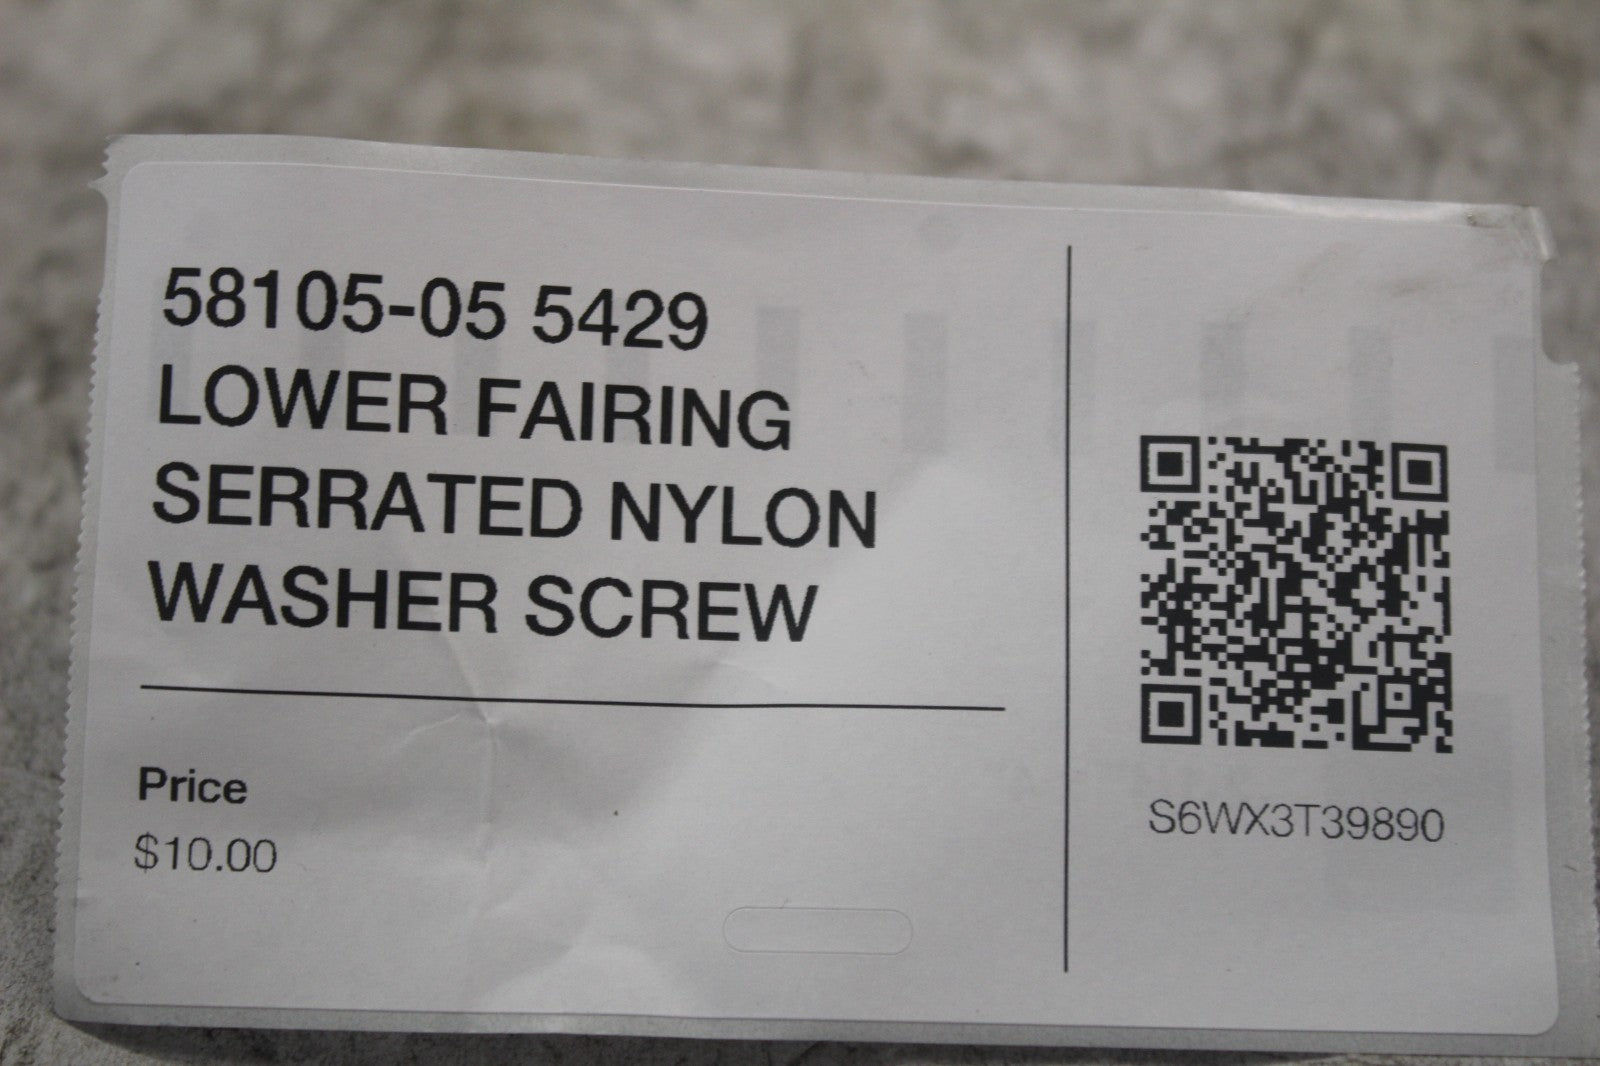 58105-05 5429
LOWER FAIRING
SERRATED NYLON
WASHER SCREW
Price
$10.00
S6WX3T39890